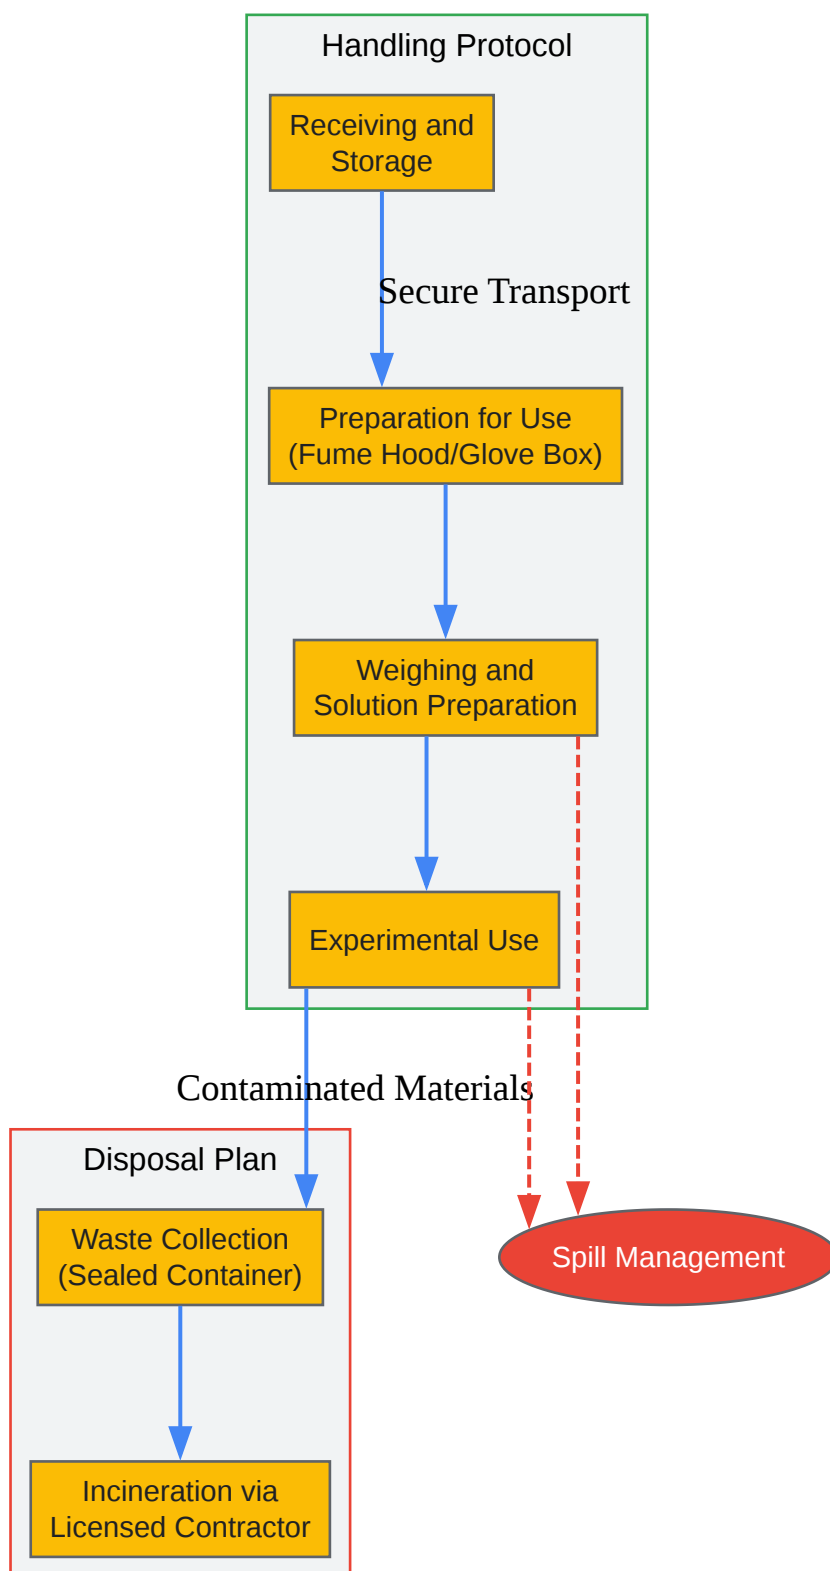 Handling Protocol
Receiving and
Storage
Secure Transport
Preparation for Use
(Fume Hood/Glove Box)
Weighing and
Solution Preparation
Experimental Use
Contaminated Materials
Disposal Plan
Waste Collection
(Sealed Container)
Spill Management
Incineration via
Licensed Contractor